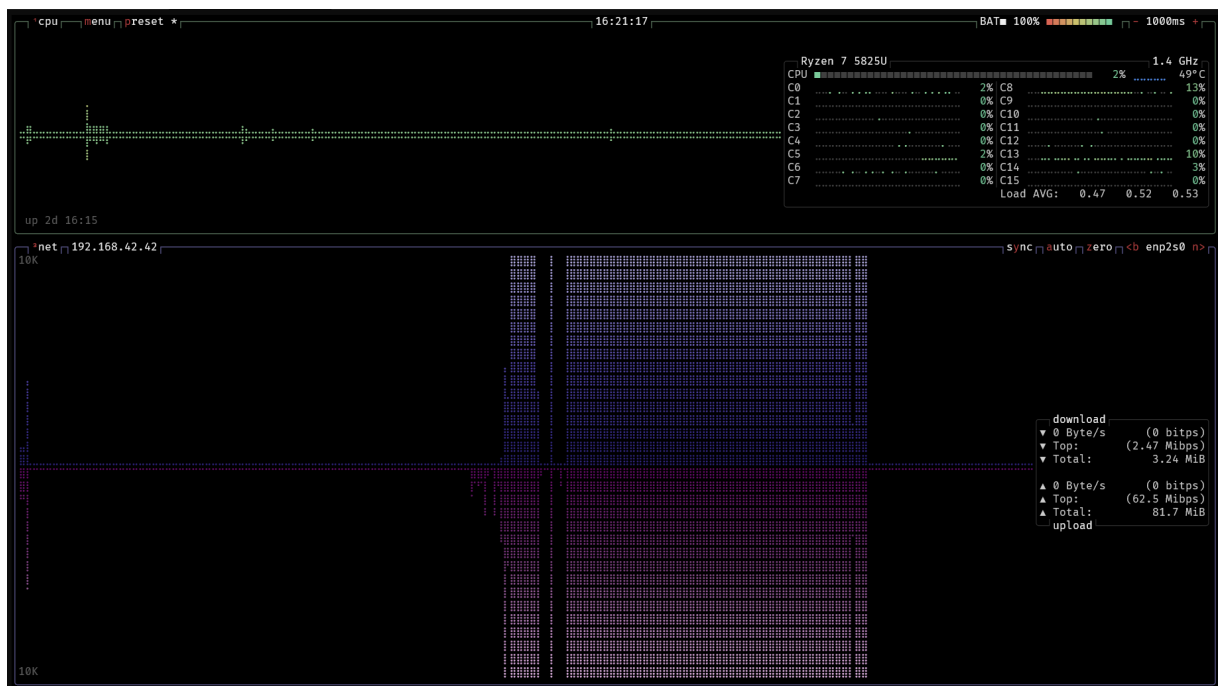 ¹cpu menu preset * 16:21:17 BAT■ 100% - 1000ms +
Ryzen 7 5825U 1.4 GHz
CPU 2% 49°C
C0 2% C8 13%
C1 0% C9 0%
C2 0% C10 0%
C3 0% C11 0%
C4 0% C12 0%
C5 2% C13 10%
C6 0% C14 3%
C7 0% C15 0%
Load AVG: 0.47 0.52 0.53
up 2d 16:15
³net 192.168.42.42 sync auto zero <b enp2s0 n>
10K
download
▼ 0 Byte/s (0 bitps)
▼ Top: (2.47 Mibps)
▼ Total: 3.24 MiB
▲ 0 Byte/s (0 bitps)
▲ Top: (62.5 Mibps)
▲ Total: 81.7 MiB
upload
10K